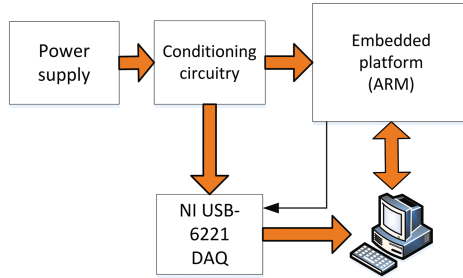 Power
supply
Conditioning
circuitry
Embedded
platform
(ARM)
NI USB-
6221
DAQ